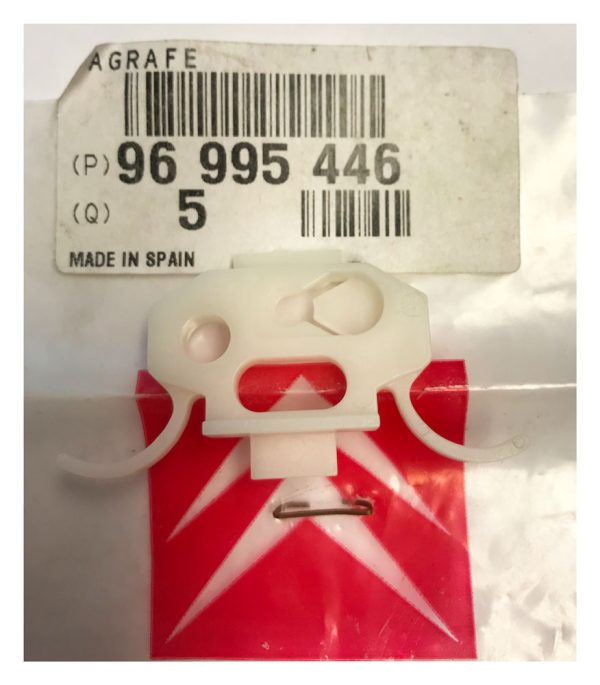 AGRAFE
(P) 96 995 446
(Q) 5
MADE IN SPAIN